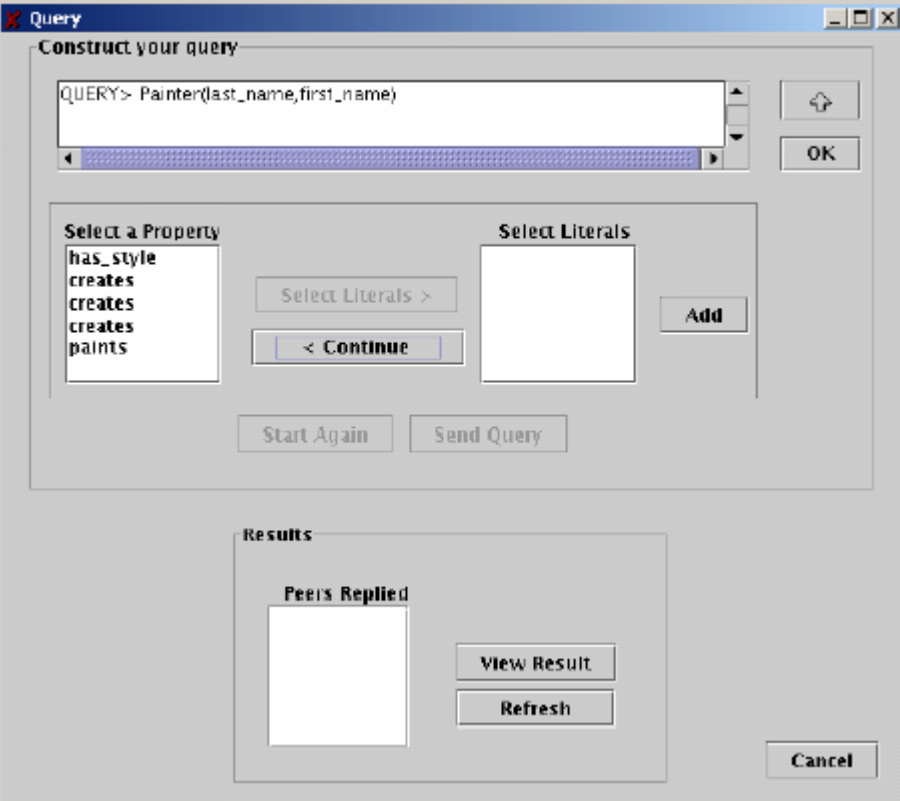 Query
Construct your query
QUERY> Painter(last_name,first_name)
OK
Select a Property
Select Literals
has_style
creates
creates
creates
paints
Select Literals >
< Continue
Add
Start Again
Send Query
Results
Peers Replied
View Result
Refresh
Cancel